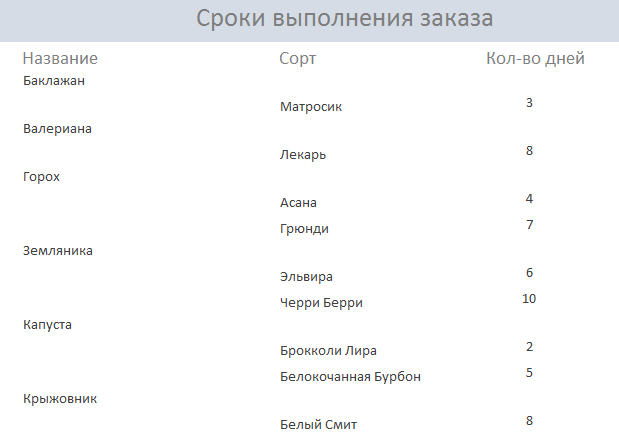 Сроки выполнения заказа
Название Сорт Кол-во дней
Баклажан
Матросик 3
Валериана
Лекарь 8
Горох
Асана 4
Грюнди 7
Земляника
Эльвира 6
Черри Берри 10
Капуста
Брокколи Лира 2
Белокочанная Бурбон 5
Крыжовник
Белый Смит 8